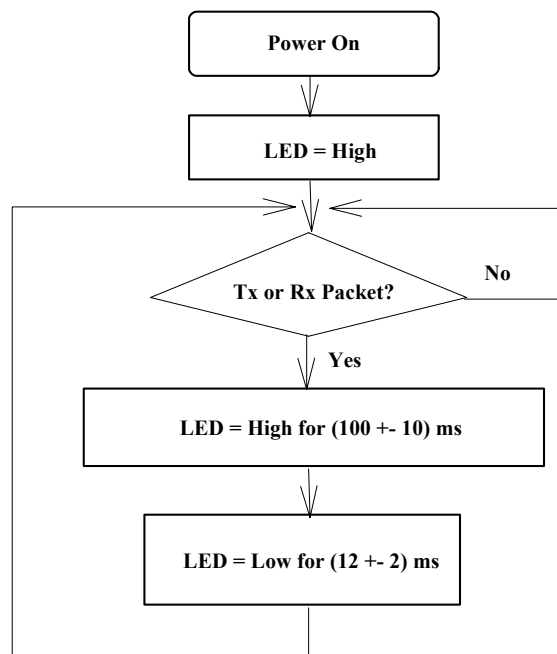 Power On
LED = High
Tx or Rx Packet?
No
Yes
LED = High for (100 +- 10) ms
LED = Low for (12 +- 2) ms